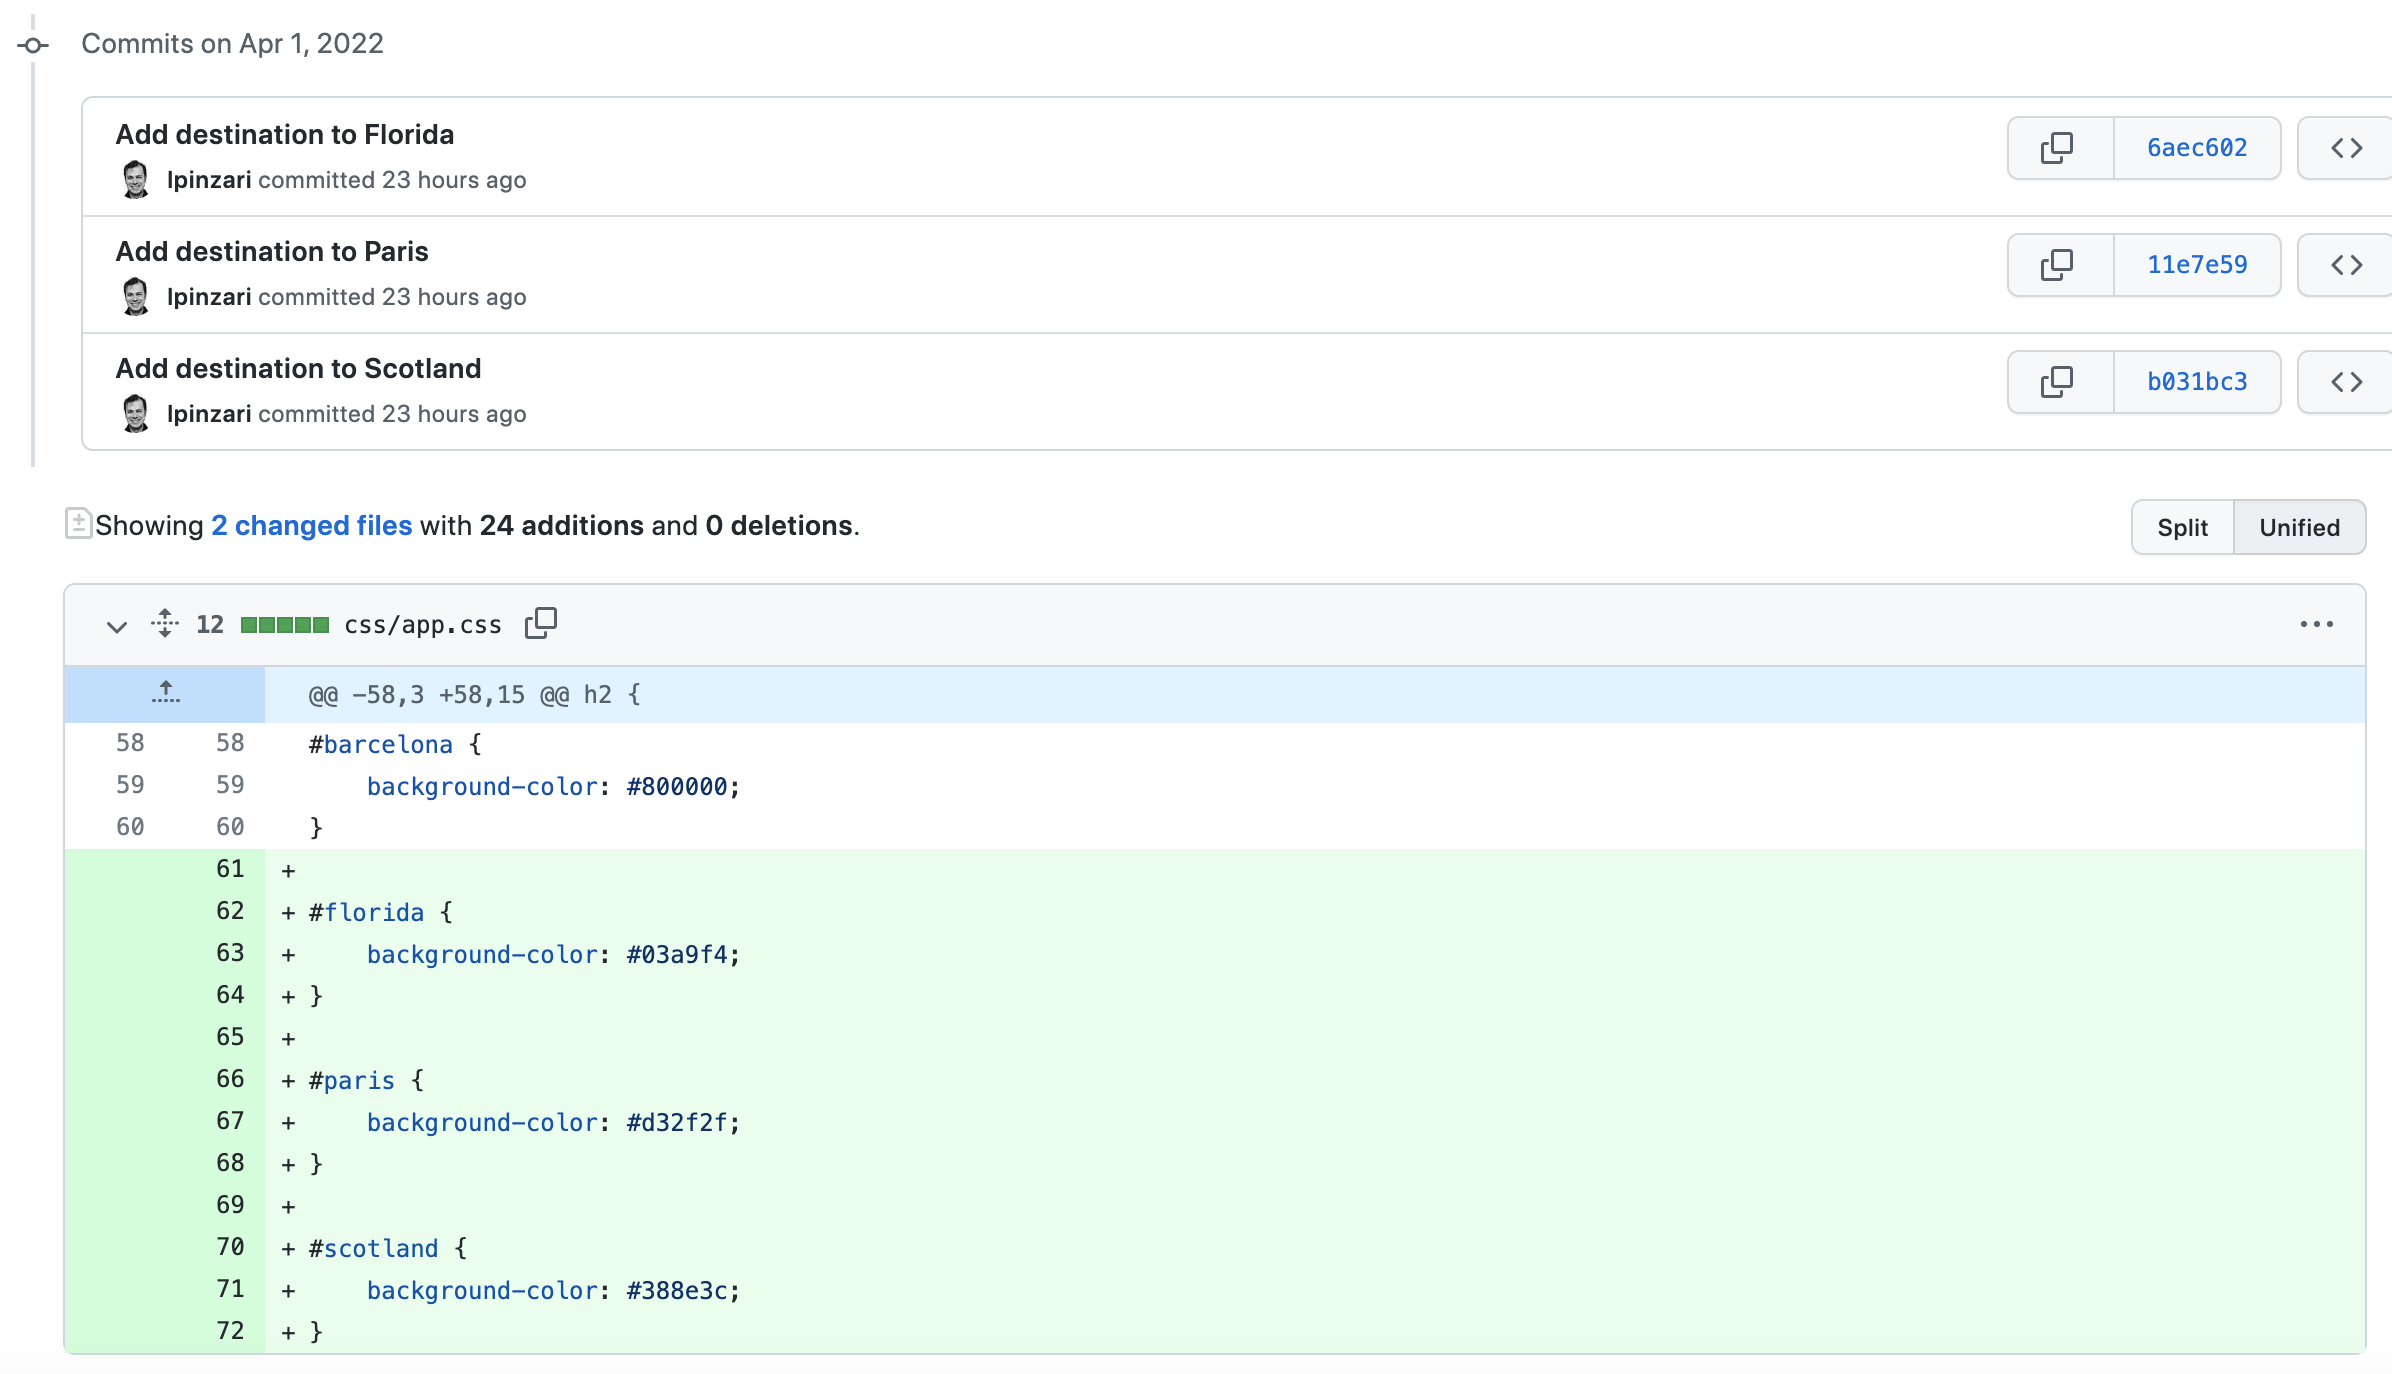 Commits on Apr 1, 2022
Add destination to Florida
6aec602
lpinzari committed 23 hours ago
Add destination to Paris
11e7e59
lpinzari committed 23 hours ago
Add destination to Scotland
b031bc3
lpinzari committed 23 hours ago
Showing 2 changed files with 24 additions and 0 deletions.
Split Unified
12 css/app.css
@@ -58,3 +58,15 @@ h2 {
58 58 #barcelona {
59 59 background-color: #800000;
60 60 }
61 +
62 + #florida {
63 + background-color: #03a9f4;
64 + }
65 +
66 + #paris {
67 + background-color: #d32f2f;
68 + }
69 +
70 + #scotland {
71 + background-color: #388e3c;
72 + }